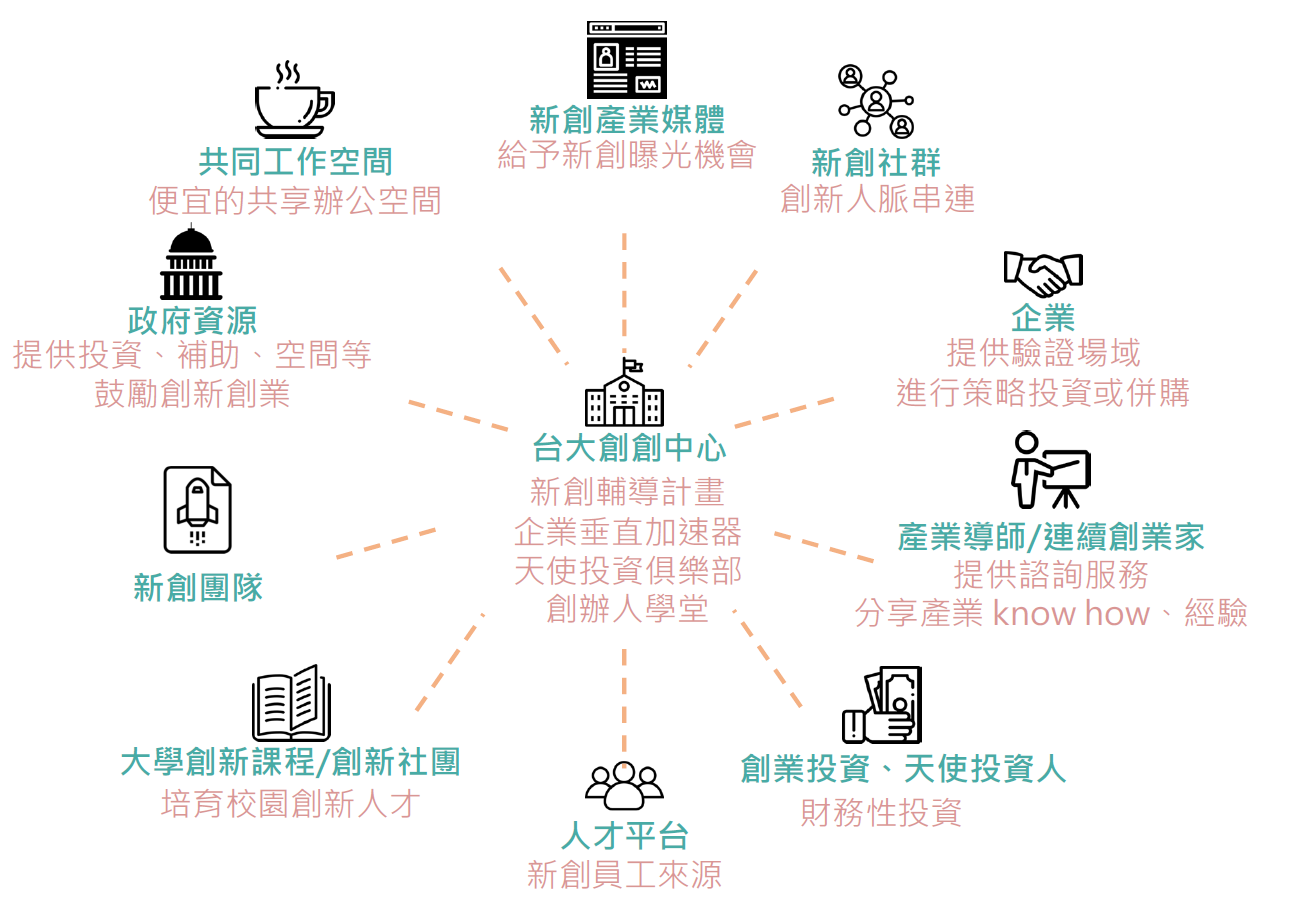 新創產業媒體
給予新創曝光機會
共同工作空間
便宜的共享辦公空間
新創社群
創新人脈串連
政府資源
提供投資、補助、空間等
鼓勵創新創業
企業
提供驗證場域
進行策略投資或併購
台大創創中心
新創輔導計畫
企業垂直加速器
天使投資俱樂部
創辦人學堂
新創團隊
產業導師/連續創業家
提供諮詢服務
分享產業 know how、經驗
大學創新課程/創新社團
培育校園創新人才
人才平台
新創員工來源
創業投資、天使投資人
財務性投資